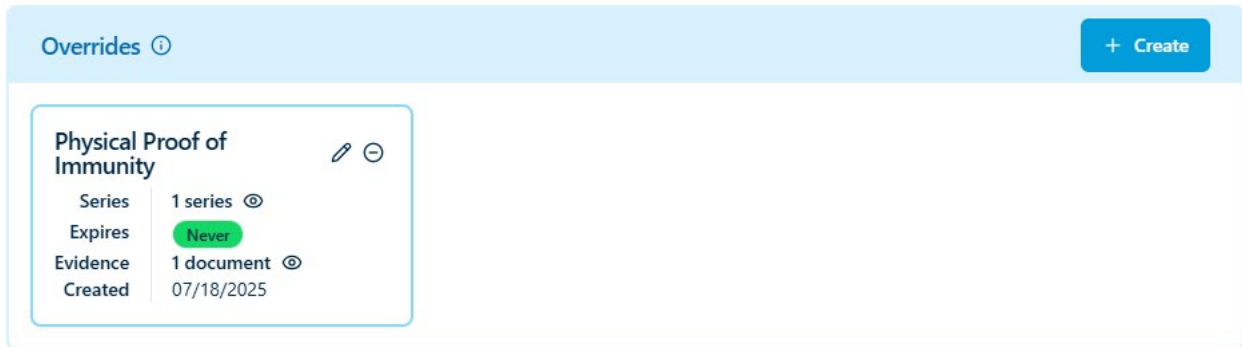 Overrides
+ Create
Physical Proof of
Immunity
Series 1 series
Expires Never
Evidence 1 document
Created 07/18/2025